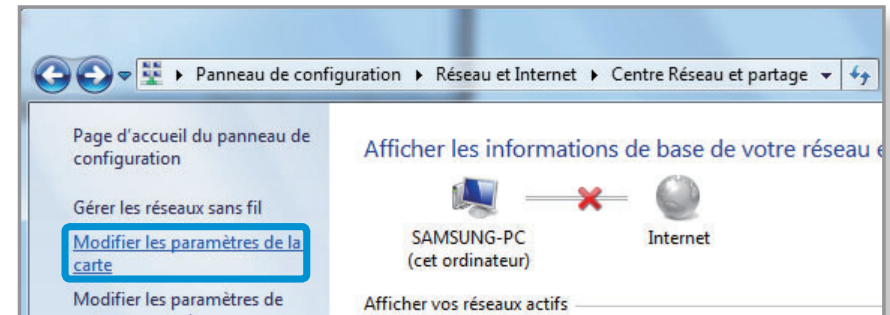 Panneau de configuration ▸ Réseau et Internet ▸ Centre Réseau et partage
Page d'accueil du panneau de
configuration
Gérer les réseaux sans fil
Modifier les paramètres de la
carte
Modifier les paramètres de
Afficher les informations de base de votre réseau e
SAMSUNG-PC
(cet ordinateur)
Internet
Afficher vos réseaux actifs